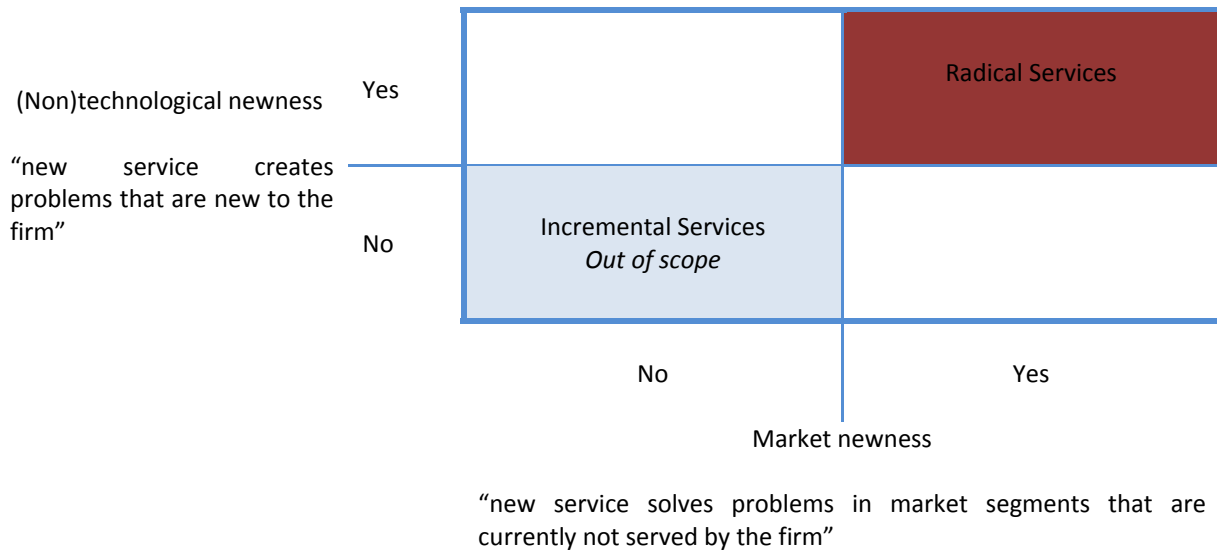 Radical Services
(Non)technological newness
Yes
“new service creates
problems that are new to the
firm”
Incremental Services
Out of scope
No
No
Yes
Market newness
“new service solves problems in market segments that are
currently not served by the firm”